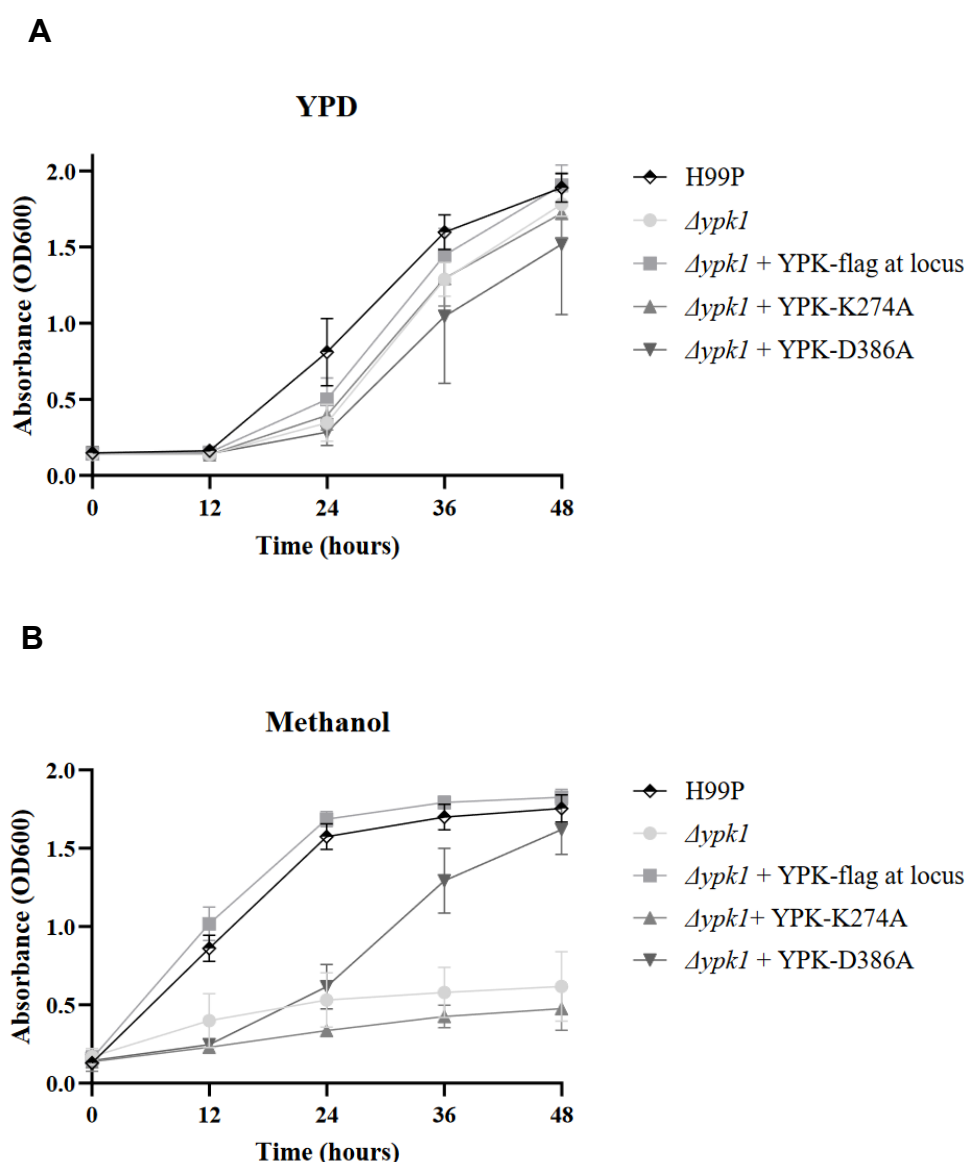 A
YPD
2.0
1.5
1.0
0.5
0.0
Absorbance (OD600)
0 12 24 36 48
Time (hours)
H99P
Δypk1
Δypk1 + YPK-flag at locus
Δypk1 + YPK-K274A
Δypk1 + YPK-D386A
B
Methanol
2.0
1.5
1.0
0.5
0.0
Absorbance (OD600)
0 12 24 36 48
Time (hours)
H99P
Δypk1
Δypk1 + YPK-flag at locus
Δypk1+ YPK-K274A
Δypk1 + YPK-D386A